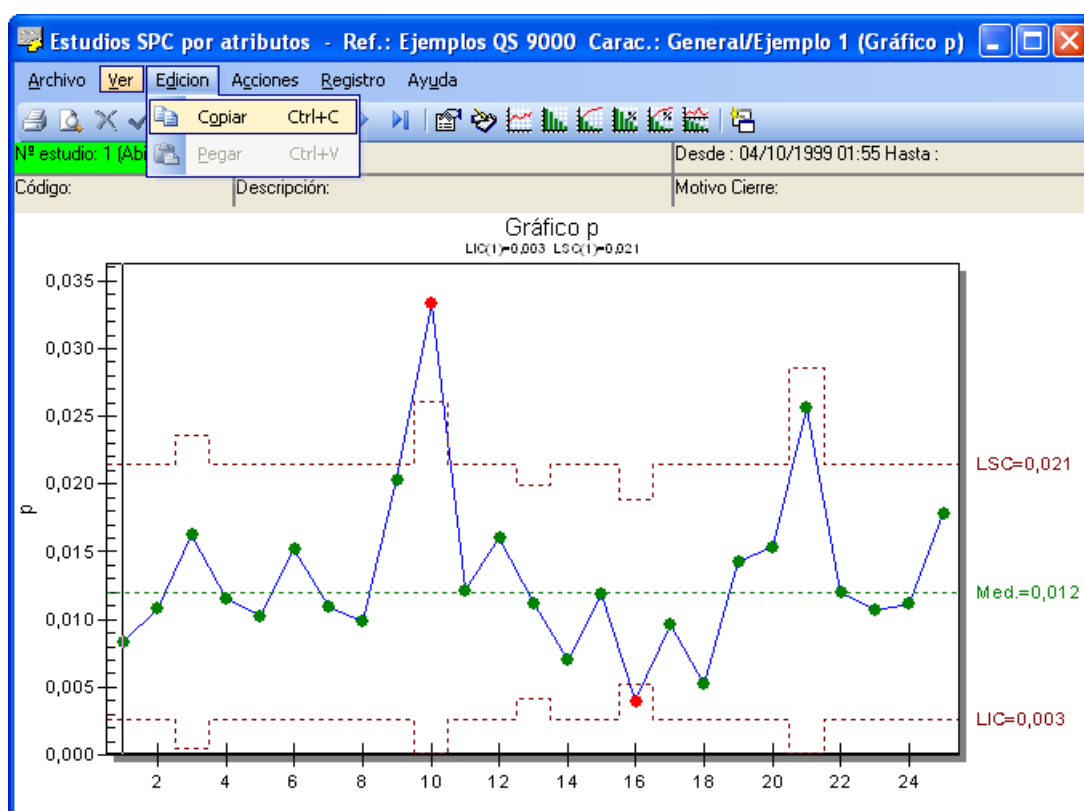 Estudios SPC por atributos - Ref.: Ejemplos QS 9000 Carac.: General/Ejemplo 1 (Gráfico p)
Archivo Ver Edicion Acciones Registro Ayuda
Copiar Ctrl+C
Pegar Ctrl+V
Nº estudio: 1 (Abi
Desde : 04/10/1999 01:55 Hasta :
Código: Descripción: Motivo Cierre:
Gráfico p
LIC(1)=0,003 LSC(1)=0,021
0,035
0,030
0,025
0,020
0,015
0,010
0,005
0,000
p
LSC=0,021
Med.=0,012
LIC=0,003
2 4 6 8 10 12 14 16 18 20 22 24